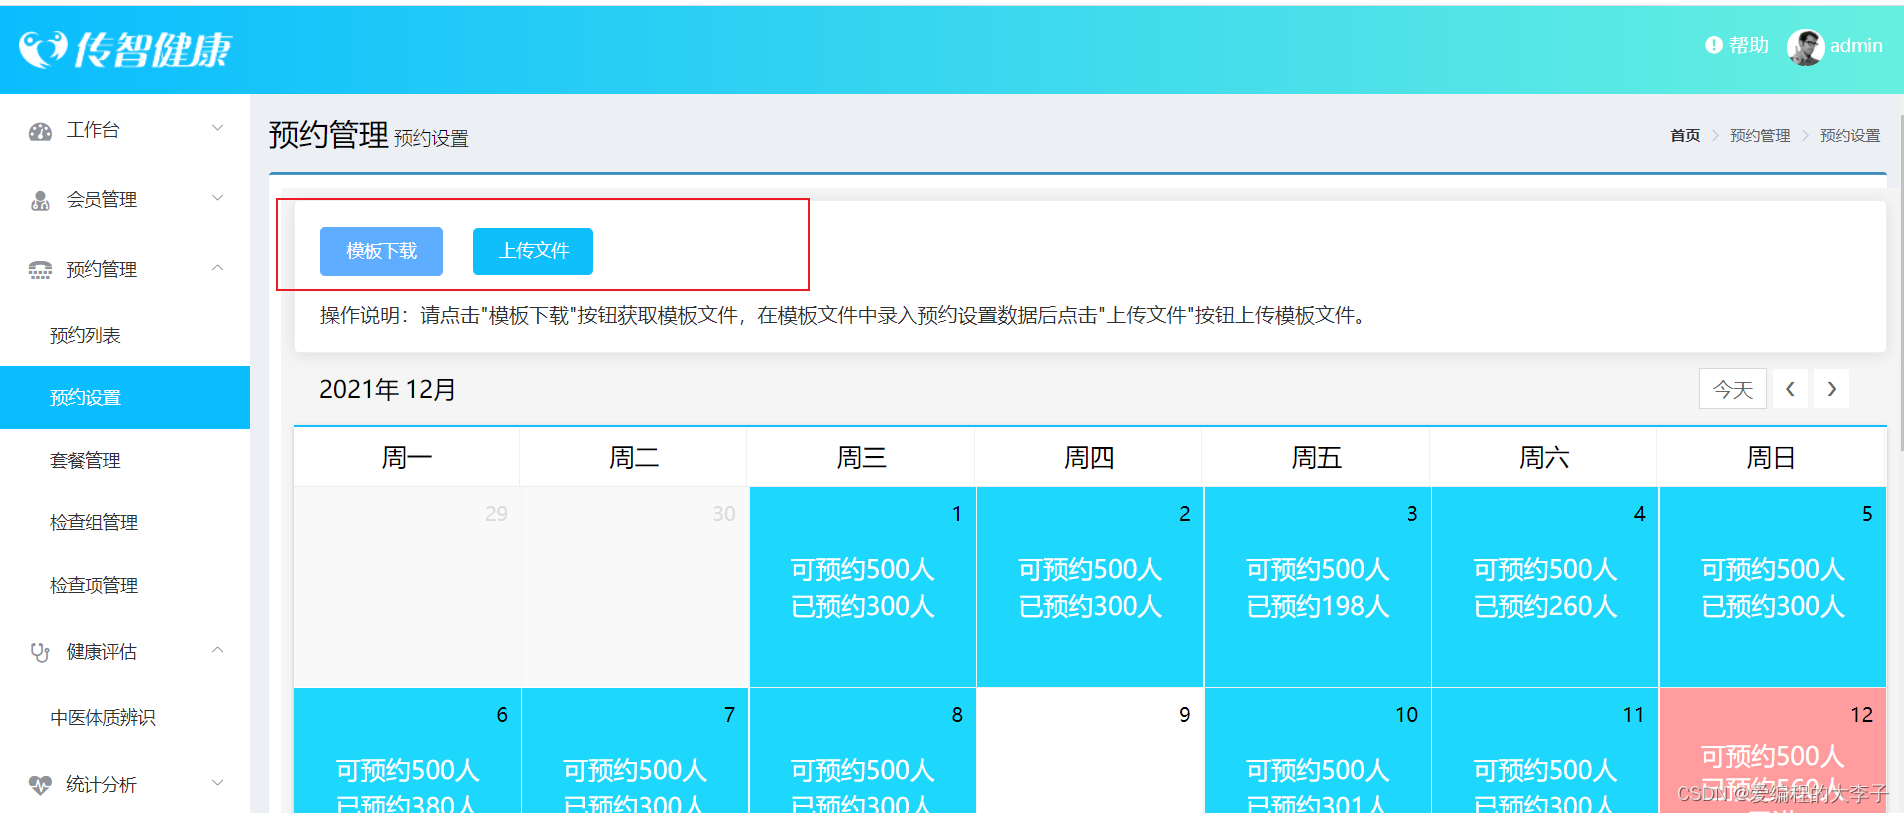 传智健康
帮助 admin
工作台
会员管理
预约管理
预约列表
预约设置
套餐管理
检查组管理
检查项管理
健康评估
中医体质辨识
统计分析
预约管理 预约设置
首页 > 预约管理 > 预约设置
模板下载 上传文件
操作说明：请点击"模板下载"按钮获取模板文件，在模板文件中录入预约设置数据后点击"上传文件"按钮上传模板文件。
2021年 12月
今天
周一 周二 周三 周四 周五 周六 周日
29 30 1 2 3 4 5
可预约500人 可预约500人 可预约500人 可预约500人 可预约500人
已预约300人 已预约300人 已预约198人 已预约260人 已预约300人
6 7 8 9 10 11 12
可预约500人 可预约500人 可预约500人 可预约500人 可预约500人 可预约500人
已预约380人 已预约300人 已预约300人 已预约301人 已预约300人 已预约560人
CSDN @爱编程的大李子